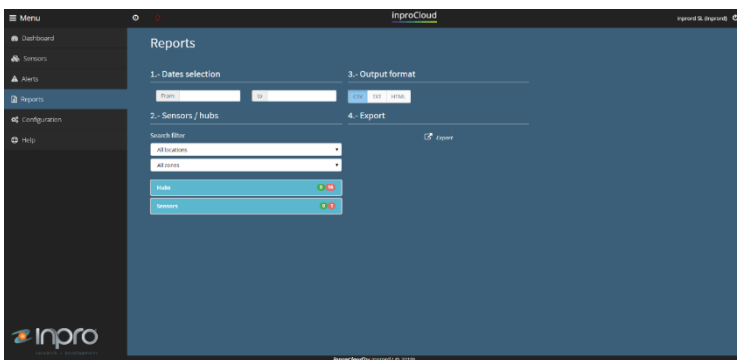 Menu
inproCloud
inprord SL (inprord)
Dashboard
Sensors
Alerts
Reports
Configuration
Help
Reports
1.- Dates selection
From
to
2.- Sensors / hubs
Search filter
All locations
All zones
Hubs
Sensors
3.- Output format
CSV TXT HTML
4.- Export
Export
inpro